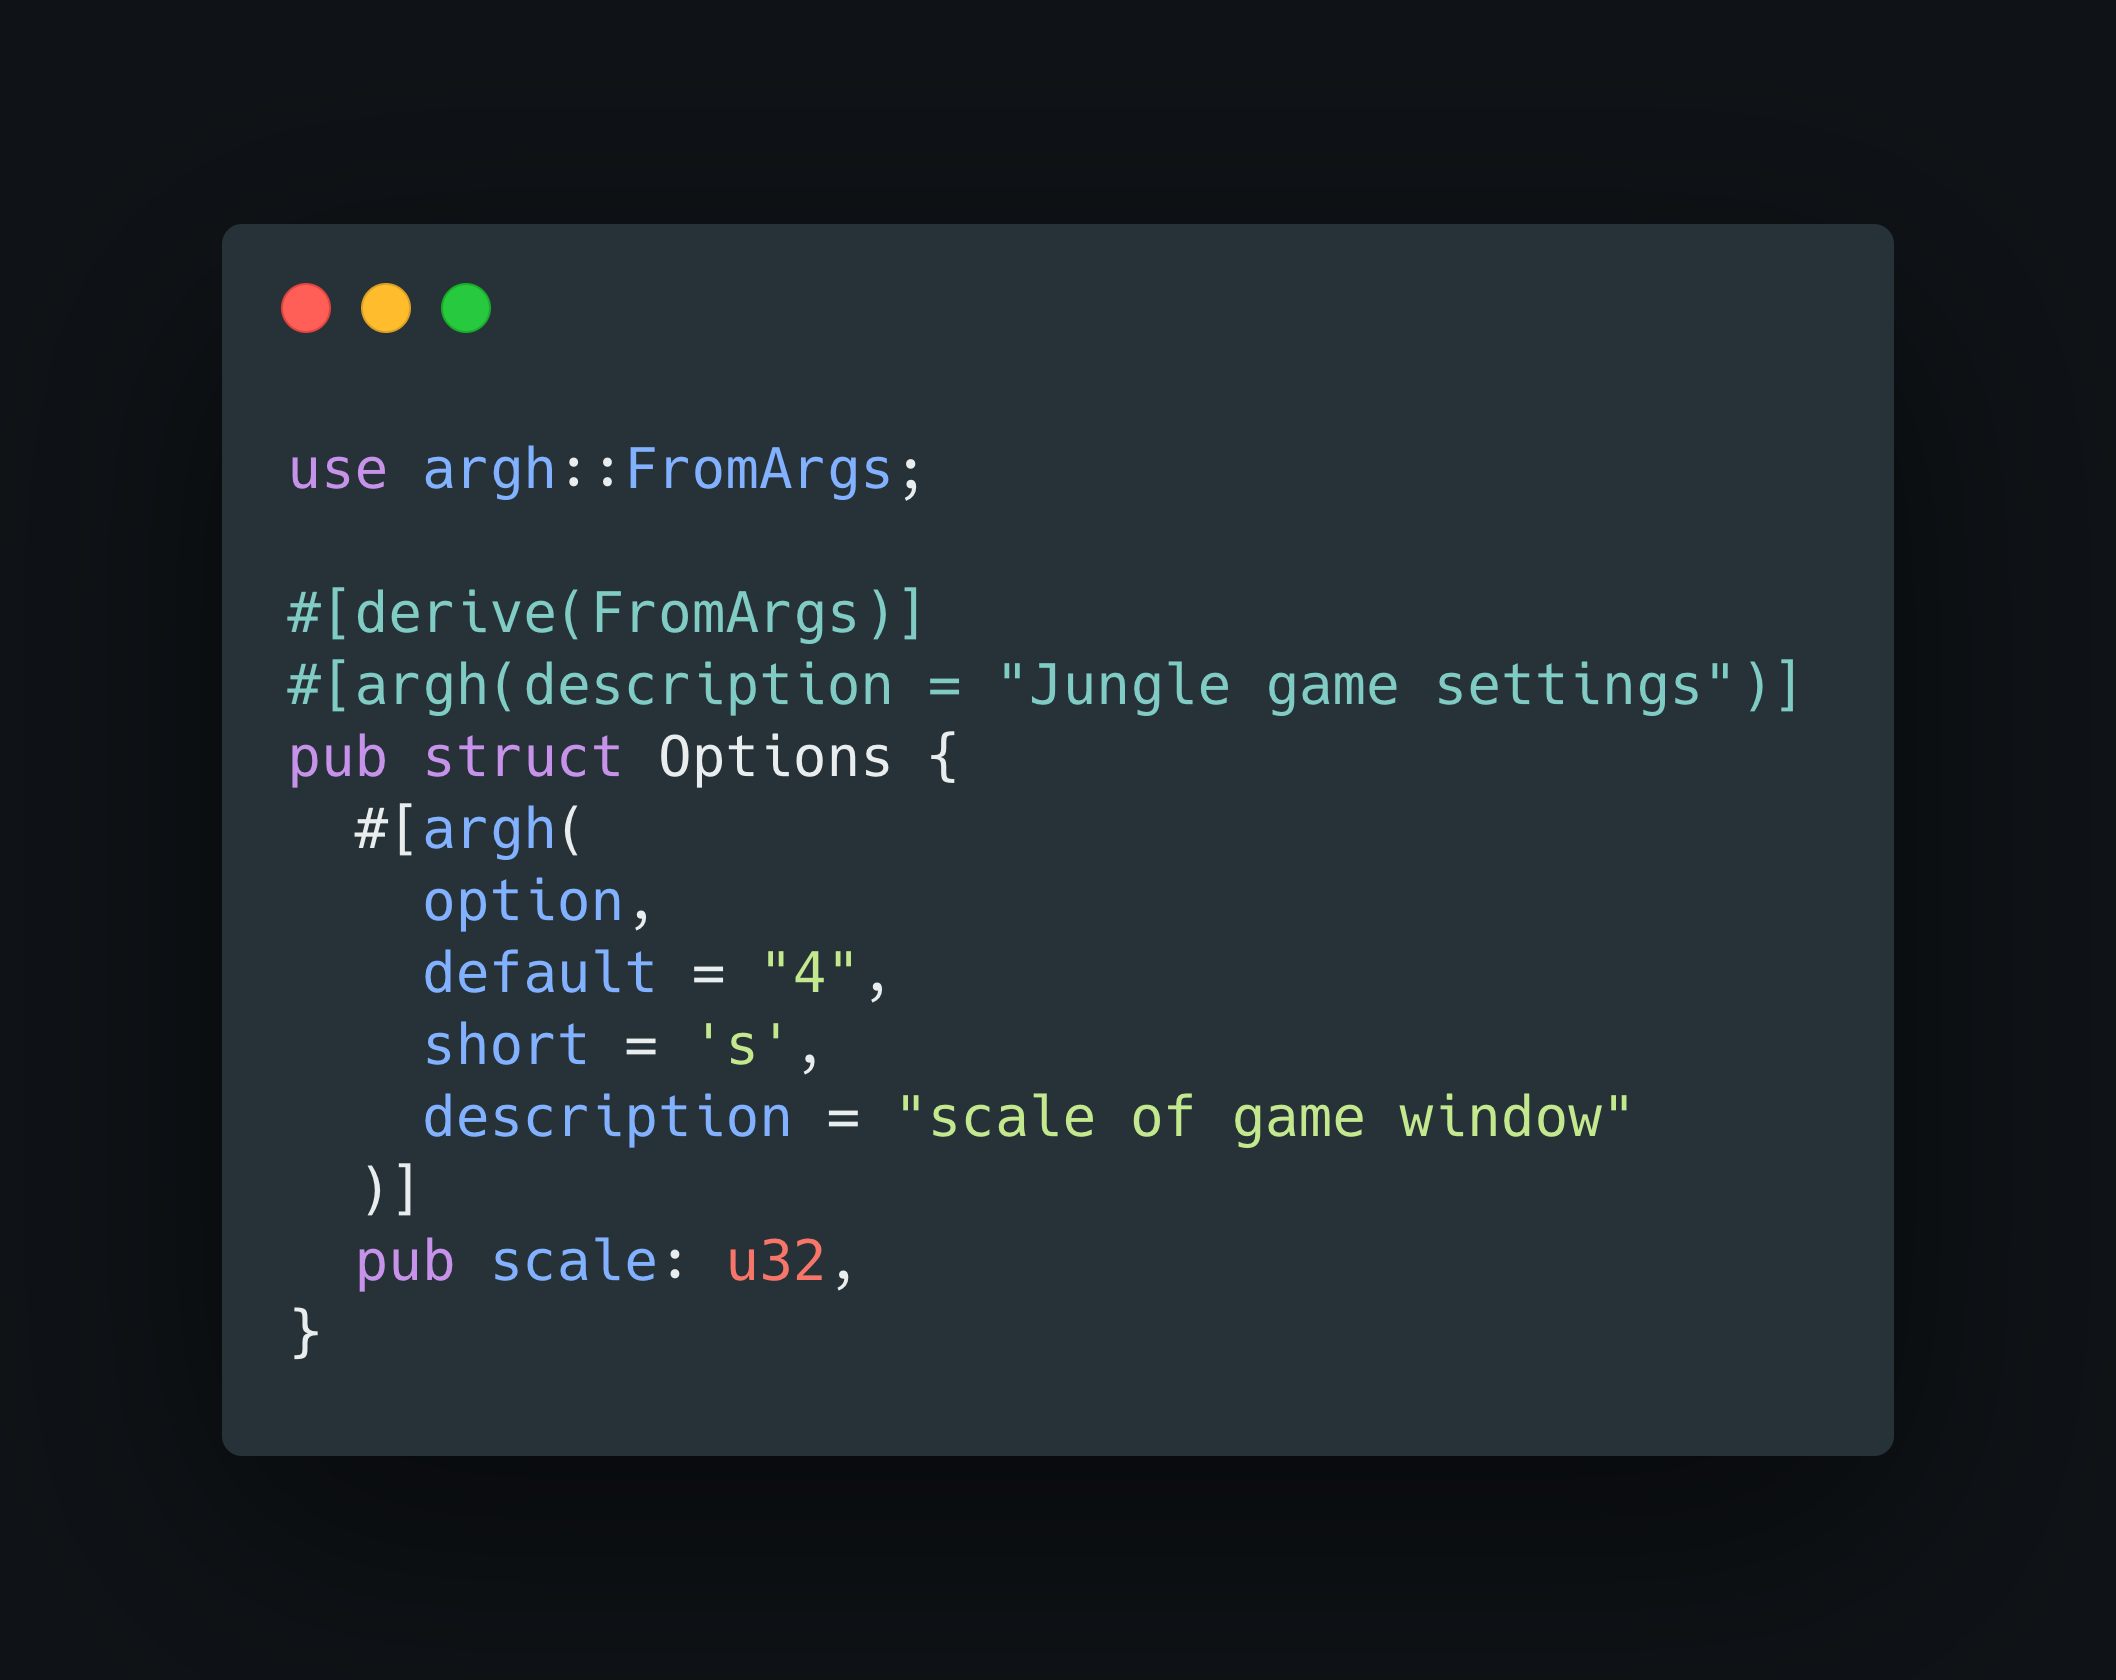 use argh::FromArgs;

#[derive(FromArgs)]
#[argh(description = "Jungle game settings")]
pub struct Options {
  #[argh(
    option,
    default = "4",
    short = 's',
    description = "scale of game window"
  )]
  pub scale: u32,
}